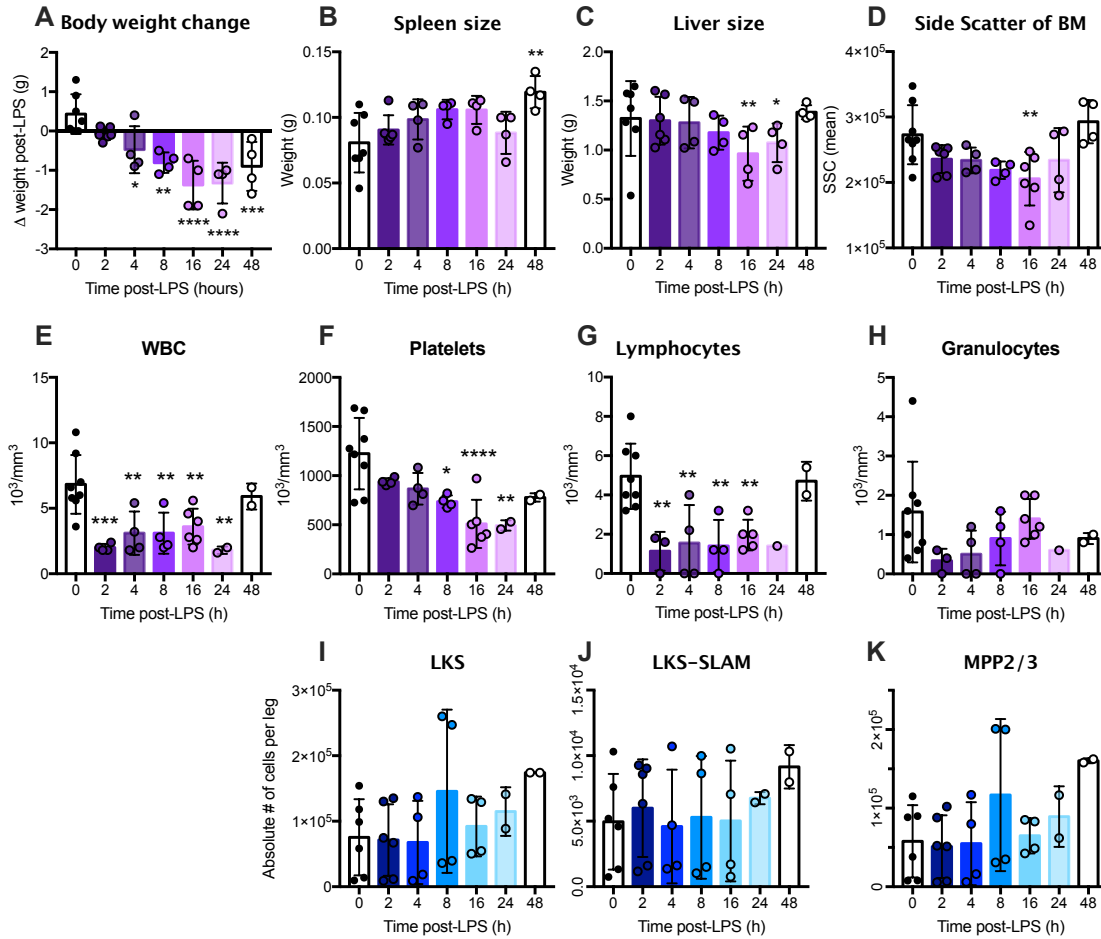 A
Body weight change
Δ weight post-LPS (g)
2
1
0
-1
-2
-3
* ** **** **** ***
0 2 4 8 16 24 48
Time post-LPS (hours)
B
Spleen size
Weight (g)
0.15
0.10
0.05
0.00
**
0 2 4 8 16 24 48
Time post-LPS (h)
C
Liver size
Weight (g)
2.0
1.5
1.0
0.5
0.0
** *
0 2 4 8 16 24 48
Time post-LPS (h)
D
Side Scatter of BM
SSC (mean)
4×10⁵
3×10⁵
2×10⁵
1×10⁵
**
0 2 4 8 16 24 48
Time post-LPS (h)
E
WBC
10³/mm³
15
10
5
0
*** ** ** ** **
0 2 4 8 16 24 48
Time post-LPS (h)
F
Platelets
10³/mm³
2000
1500
1000
500
0
* **** **
0 2 4 8 16 24 48
Time post-LPS (h)
G
Lymphocytes
10³/mm³
10
8
6
4
2
0
** ** ** **
0 2 4 8 16 24 48
Time post-LPS (h)
H
Granulocytes
10³/mm³
5
4
3
2
1
0
0 2 4 8 16 24 48
Time post-LPS (h)
I
LKS
Absolute # of cells per leg
3×10⁵
2×10⁵
1×10⁵
0
0 2 4 8 16 24 48
Time post-LPS (h)
J
LKS-SLAM
1.5×10⁴
1.0×10⁴
5.0×10³
0.0
0 2 4 8 16 24 48
Time post-LPS (h)
K
MPP2/3
2×10⁵
1×10⁵
0
0 2 4 8 16 24 48
Time post-LPS (h)